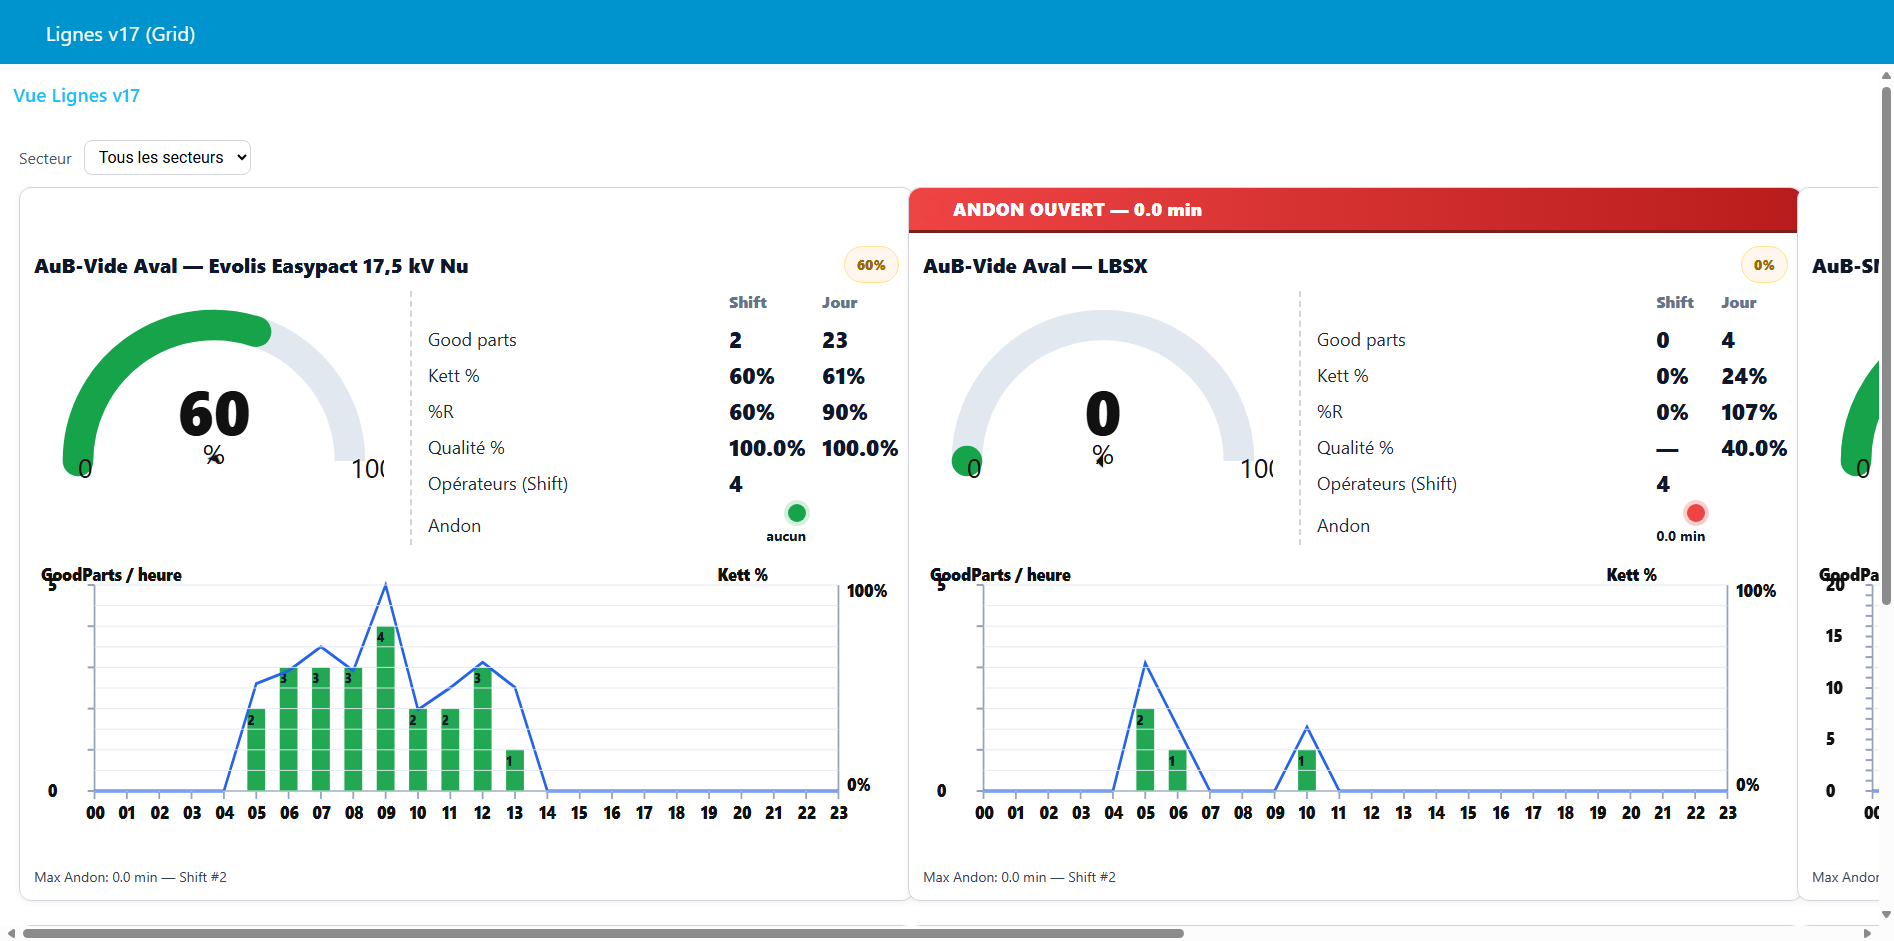 Lignes v17 (Grid)
Vue Lignes v17
Secteur Tous les secteurs
ANDON OUVERT — 0.0 min
AuB-Vide Aval — Evolis Easypact 17,5 kV Nu 60%
Shift Jour
Good parts 2 23
Kett % 60% 61%
%R 60% 90%
Qualité % 100.0% 100.0%
Opérateurs (Shift) 4
Andon
aucun
60
%
0 100
GoodParts / heure Kett %
5 100%
4
3 3 3 3
2 2 2
1
0 0%
00 01 02 03 04 05 06 07 08 09 10 11 12 13 14 15 16 17 18 19 20 21 22 23
Max Andon: 0.0 min — Shift #2
AuB-Vide Aval — LBSX 0%
Shift Jour
Good parts 0 4
Kett % 0% 24%
%R 0% 107%
Qualité % — 40.0%
Opérateurs (Shift) 4
Andon
0.0 min
0
%
0 100
GoodParts / heure Kett %
5 100%
2
1 1
0 0%
00 01 02 03 04 05 06 07 08 09 10 11 12 13 14 15 16 17 18 19 20 21 22 23
Max Andon: 0.0 min — Shift #2
0
GoodPa
20
15
10
5
0
00
Max Andon